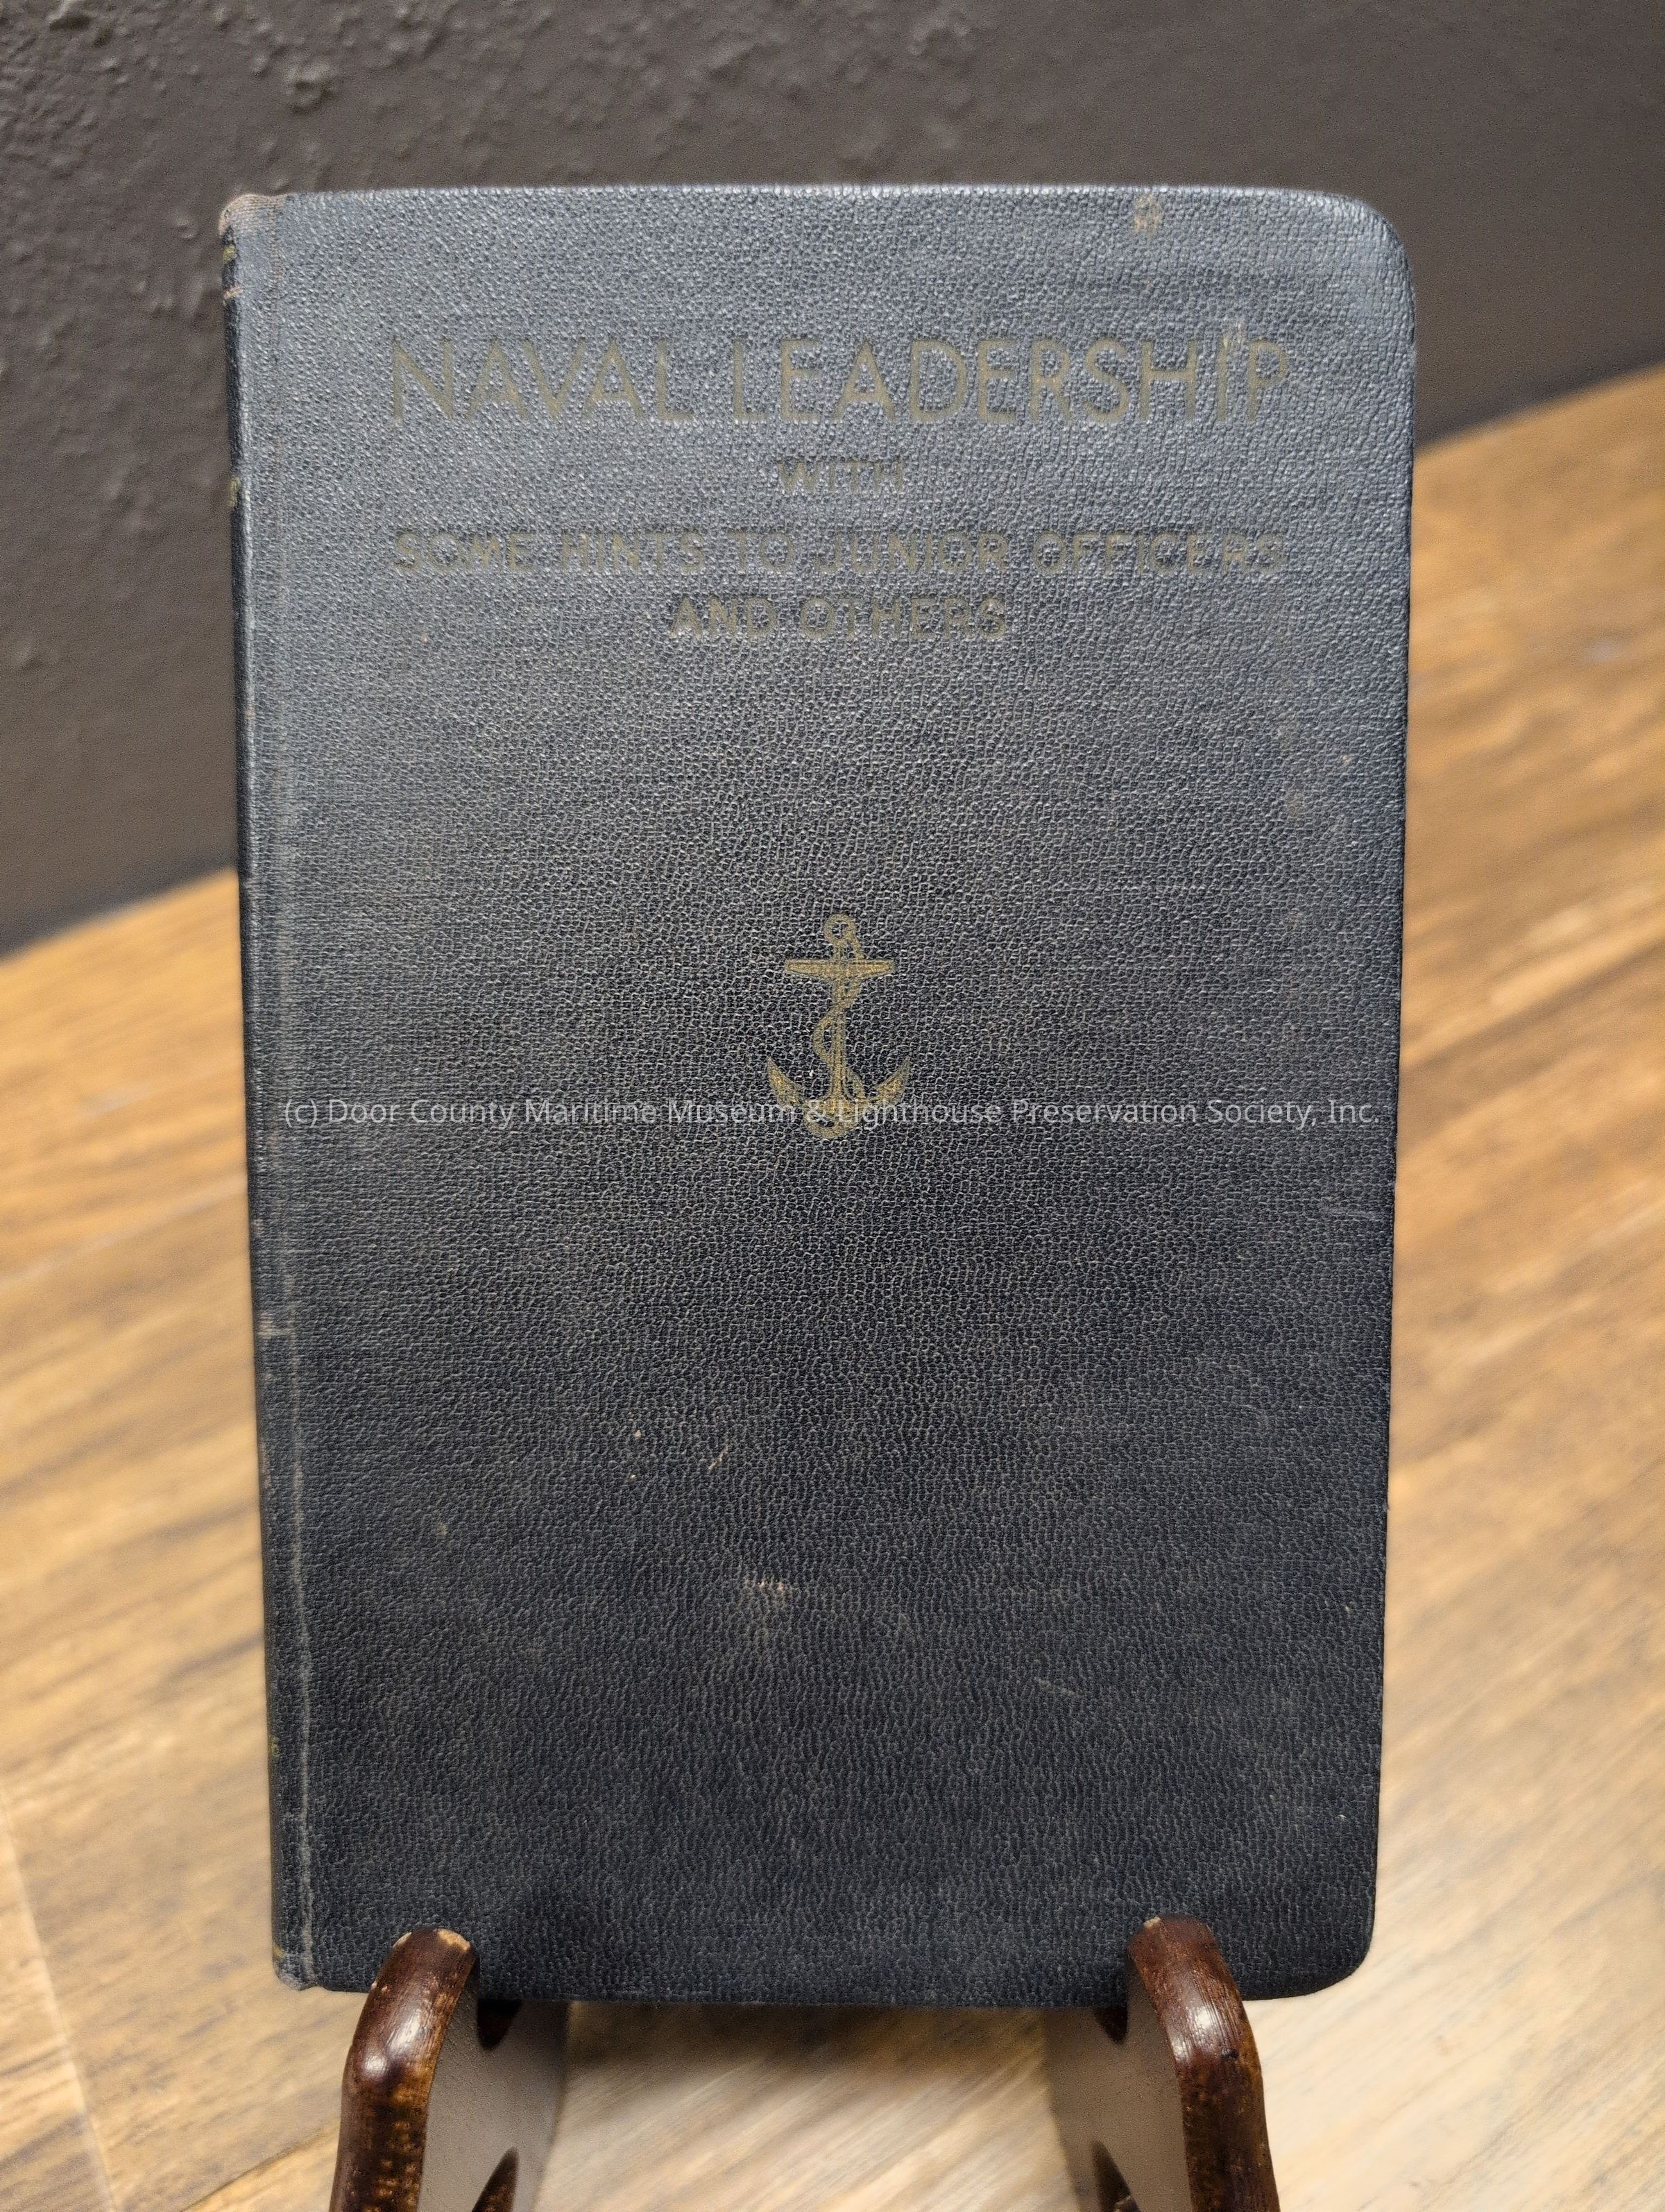 NAVAL LEADERSHIP
WITH
SOME HINTS TO JUNIOR OFFICERS
AND OTHERS
(c) Door County Maritime Museum & Lighthouse Preservation Society, Inc.